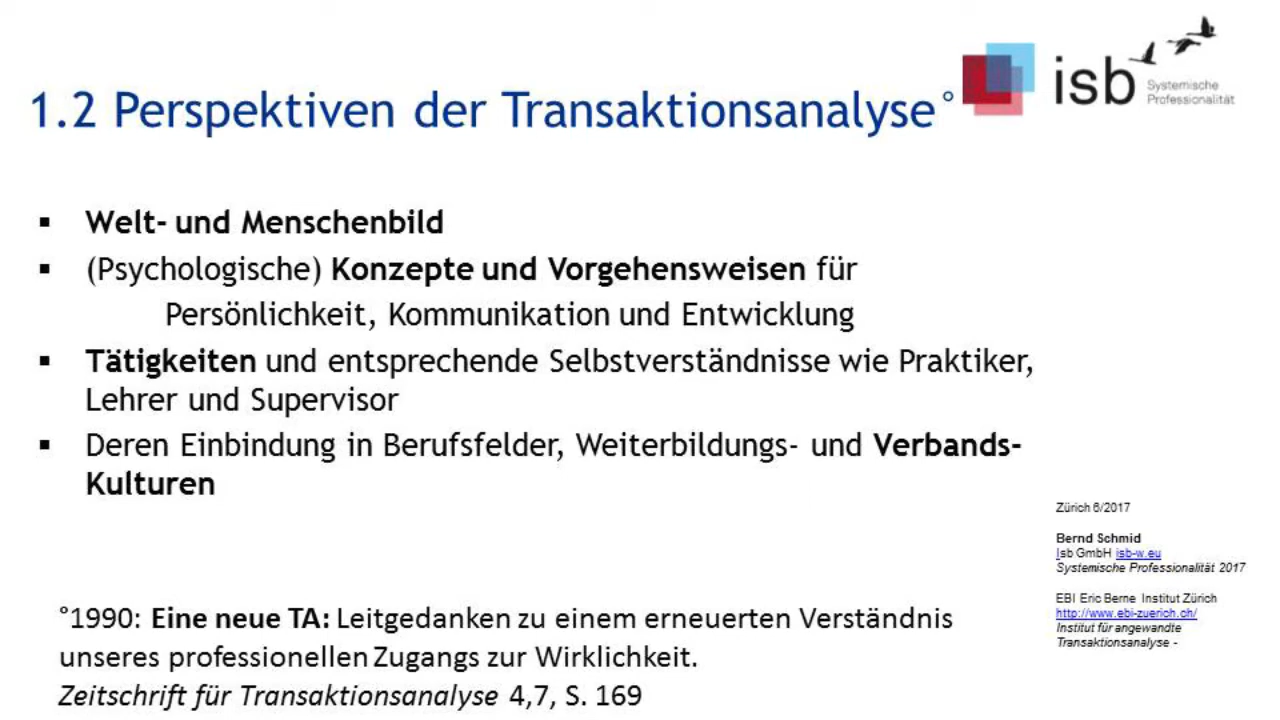 1.2 Perspektiven der Transaktionsanalyse°
isb
Systemische
Professionalität
▪ Welt- und Menschenbild
▪ (Psychologische) Konzepte und Vorgehensweisen für
Persönlichkeit, Kommunikation und Entwicklung
▪ Tätigkeiten und entsprechende Selbstverständnisse wie Praktiker,
Lehrer und Supervisor
▪ Deren Einbindung in Berufsfelder, Weiterbildungs- und Verbands-
Kulturen
Zürich 6/2017
Bernd Schmid
Isb GmbH isb-w.eu
Systemische Professionalität 2017
EBI Eric Berne Institut Zürich
http://www.ebi-zuerich.ch/
Institut für angewandte
Transaktionsanalyse -
°1990: Eine neue TA: Leitgedanken zu einem erneuerten Verständnis
unseres professionellen Zugangs zur Wirklichkeit.
Zeitschrift für Transaktionsanalyse 4,7, S. 169